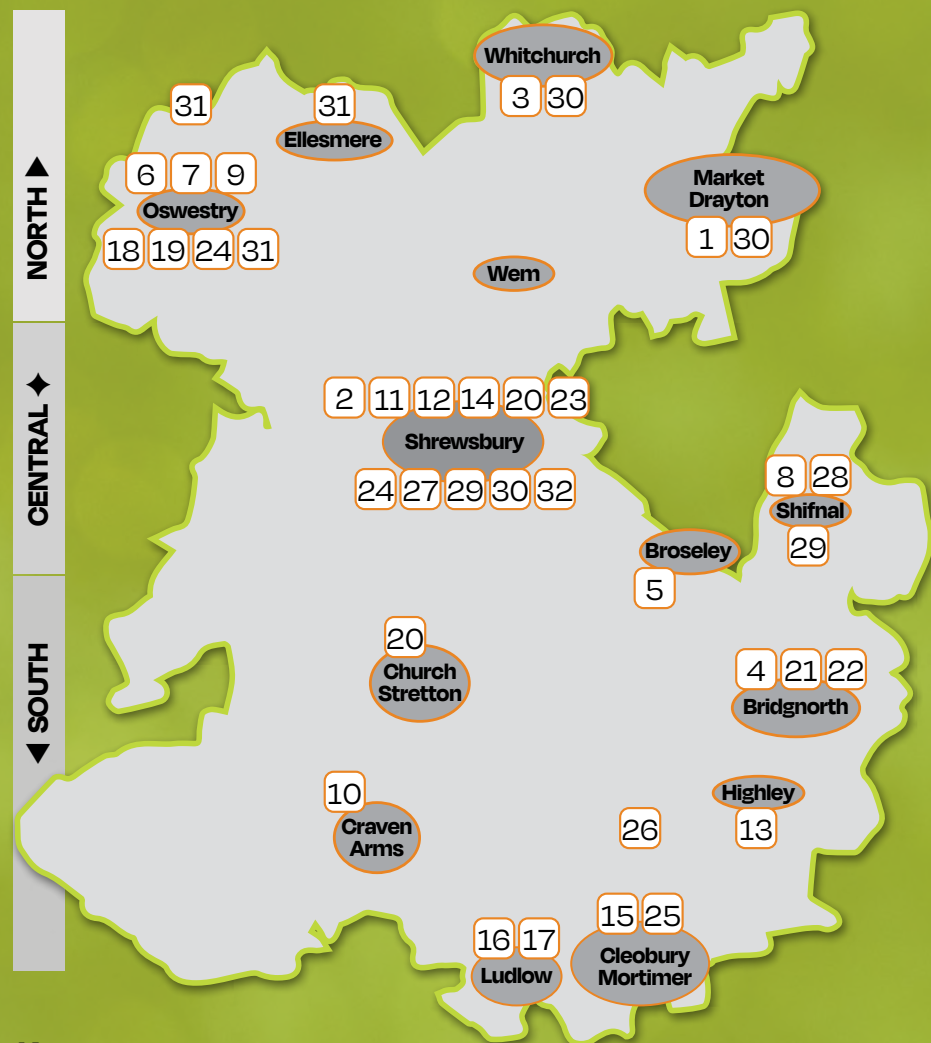 NORTH ▶
CENTRAL ✦
◀ SOUTH
Whitchurch
3 30
31
31
Ellesmere
6 7 9
Oswestry
18 19 24 31
Market
Drayton
1 30
Wem
2 11 12 14 20 23
Shrewsbury
24 27 29 30 32
8 28
Shifnal
29
Broseley
5
20
Church
Stretton
4 21 22
Bridgnorth
10
Craven
Arms
26
Highley
13
16 17
Ludlow
15 25
Cleobury
Mortimer